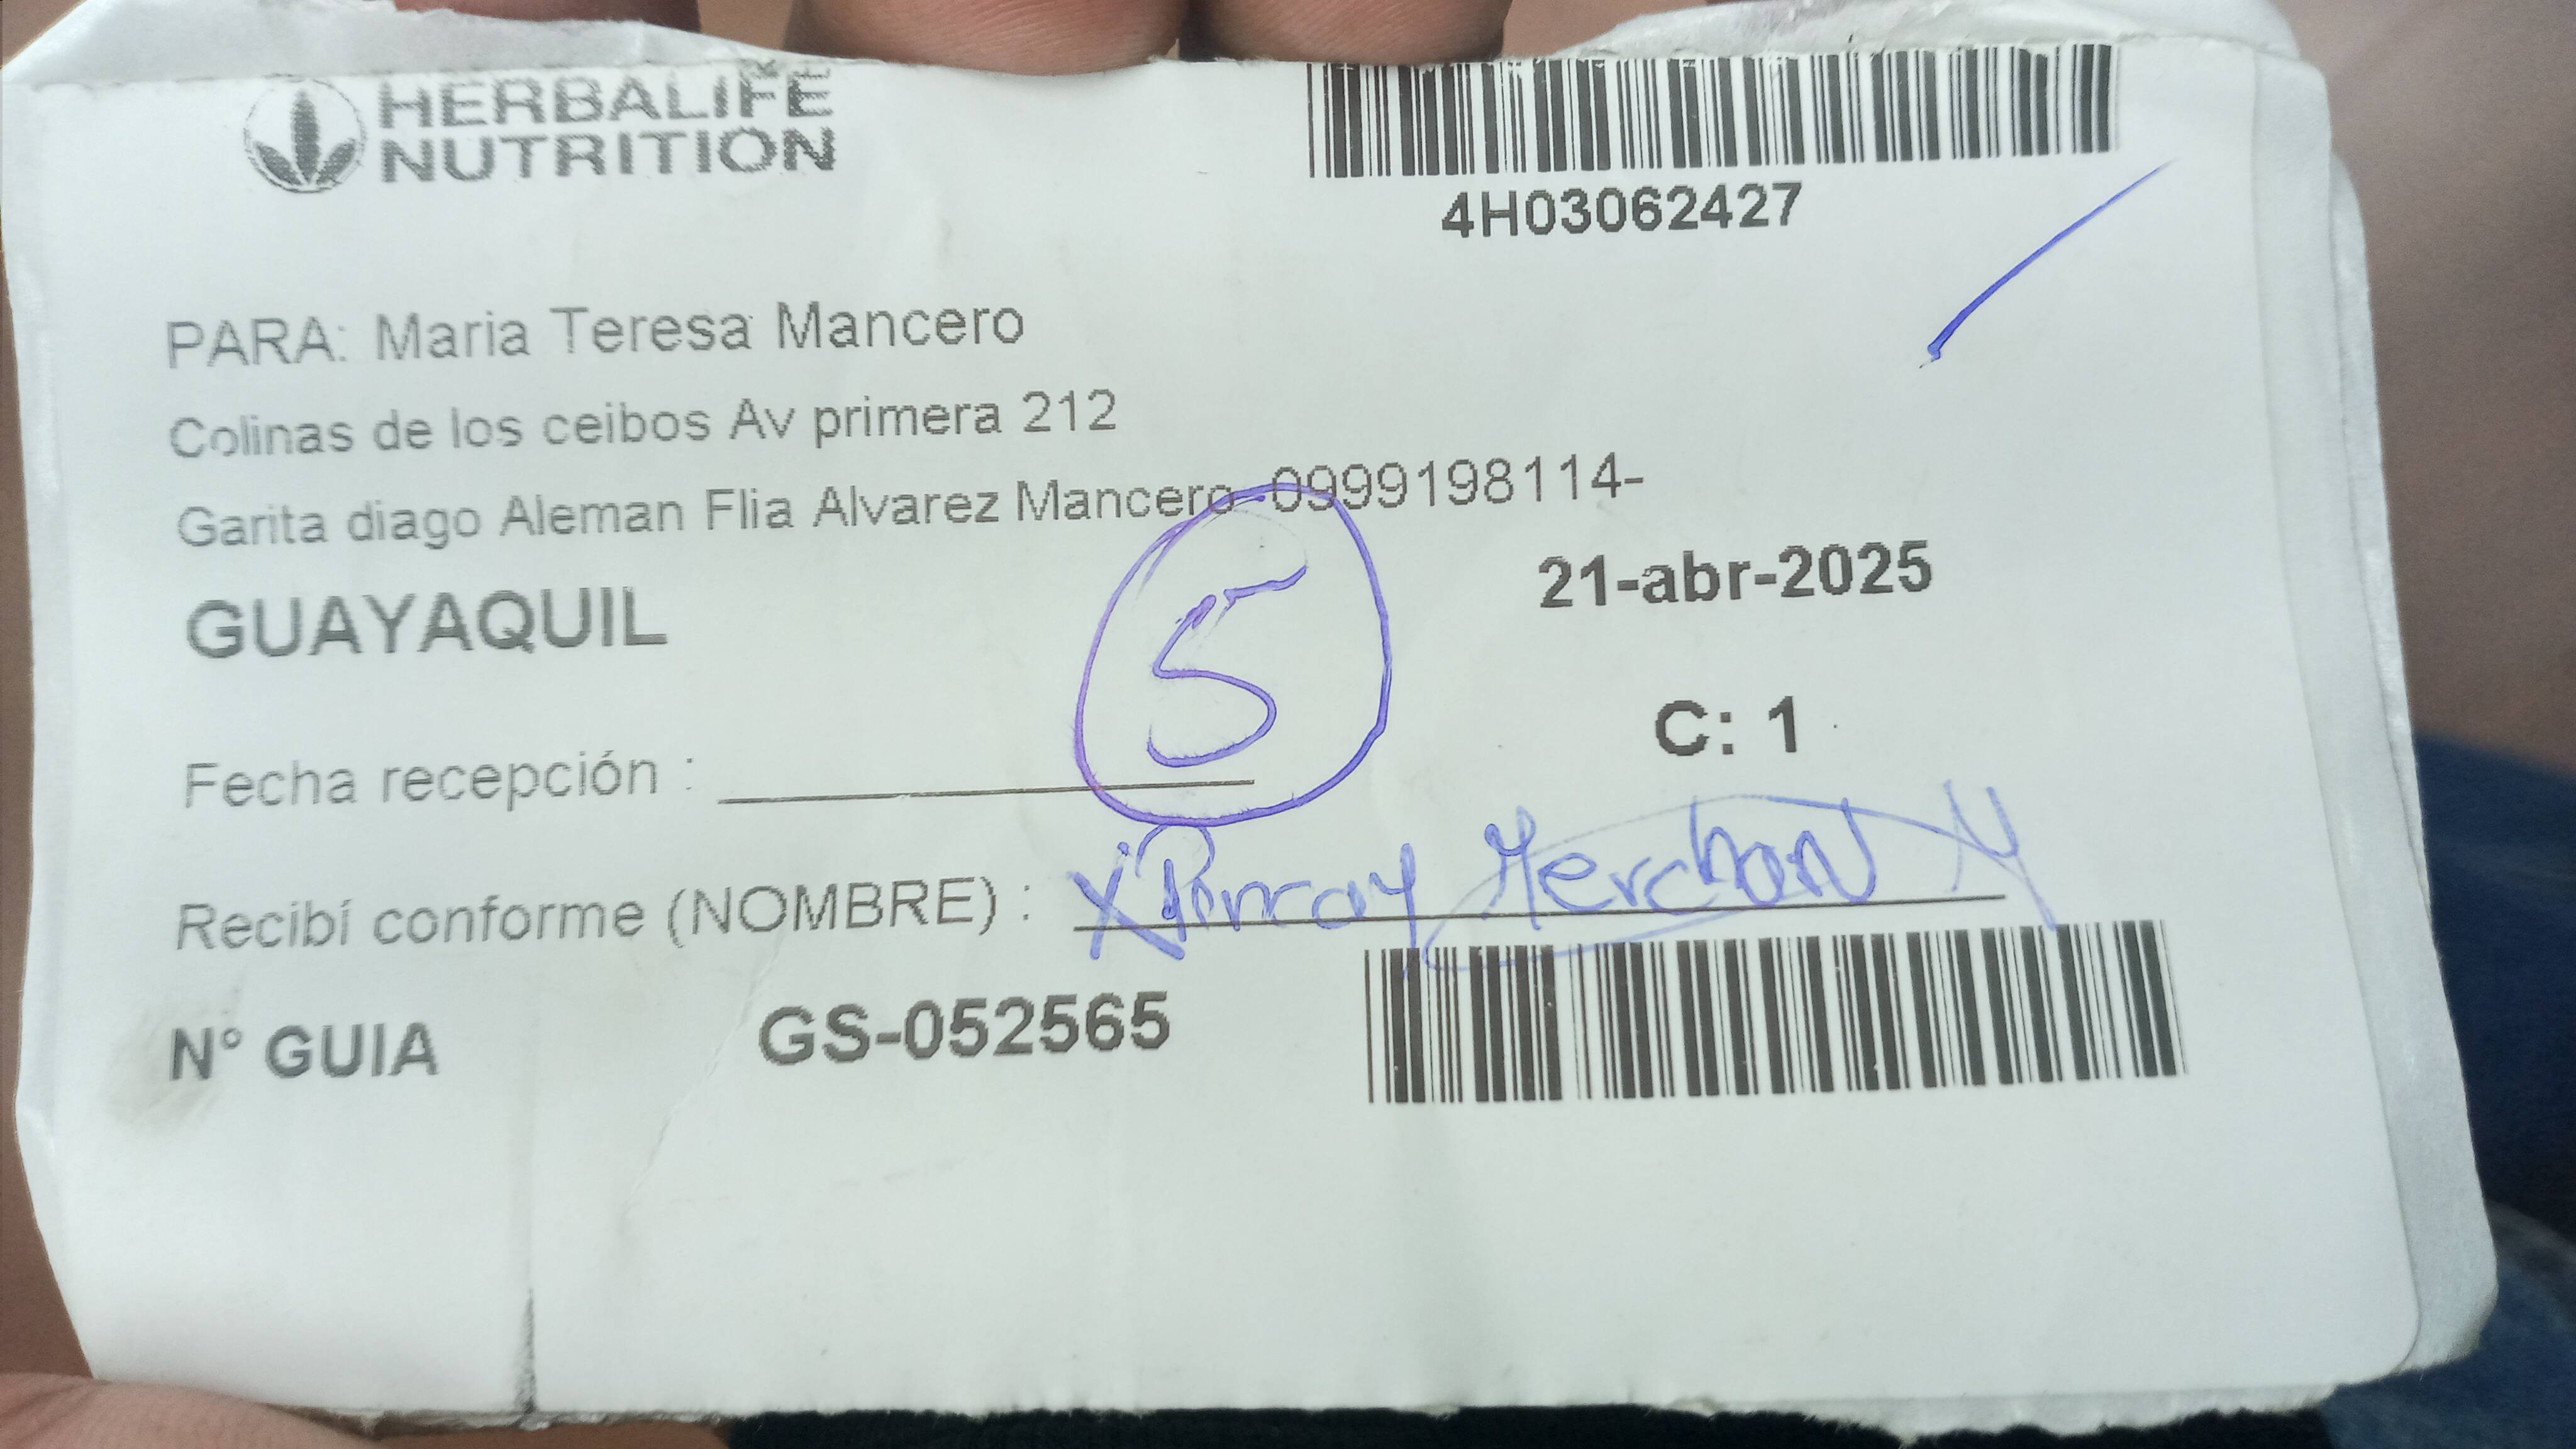 HERBALIFE
NUTRITION
4H03062427
PARA: Maria Teresa Mancero
Colinas de los ceibos Av primera 212
Garita diago Aleman Flia Alvarez Mancero-0999198114-
GUAYAQUIL
21-abr-2025
5
C: 1
Fecha recepción :
Recibí conforme (NOMBRE) : Merchan
N° GUIA GS-052565